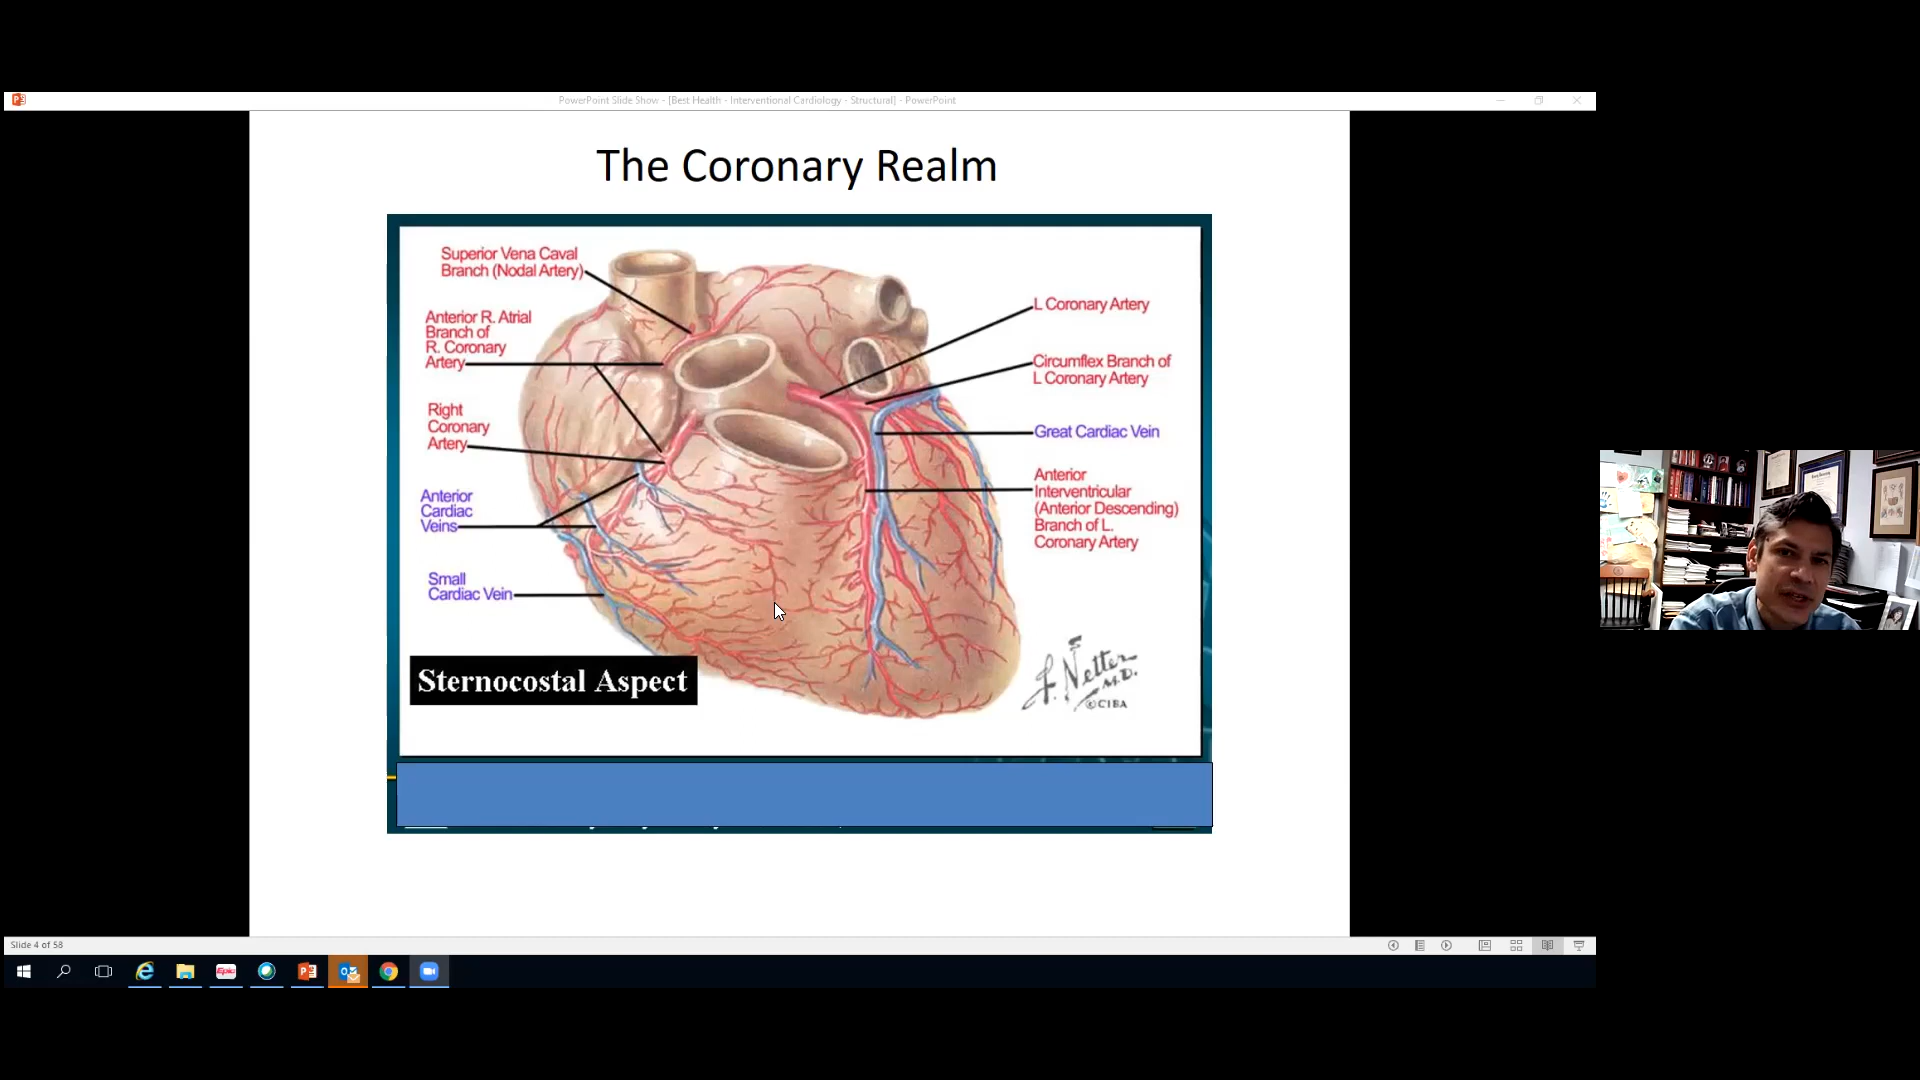 PowerPoint Slide Show - [Best Health - Interventional Cardiology - Structural] - PowerPoint
The Coronary Realm
Superior Vena Caval
Branch (Nodal Artery)
Anterior R. Atrial
Branch of
R. Coronary
Artery
Right
Coronary
Artery
Anterior
Cardiac
Veins
Small
Cardiac Vein
L Coronary Artery
Circumflex Branch of
L Coronary Artery
Great Cardiac Vein
Anterior
Interventricular
(Anterior Descending)
Branch of L.
Coronary Artery
Sternocostal Aspect
F. Netter
M.D.
©CIBA
Slide 4 of 58
Epic